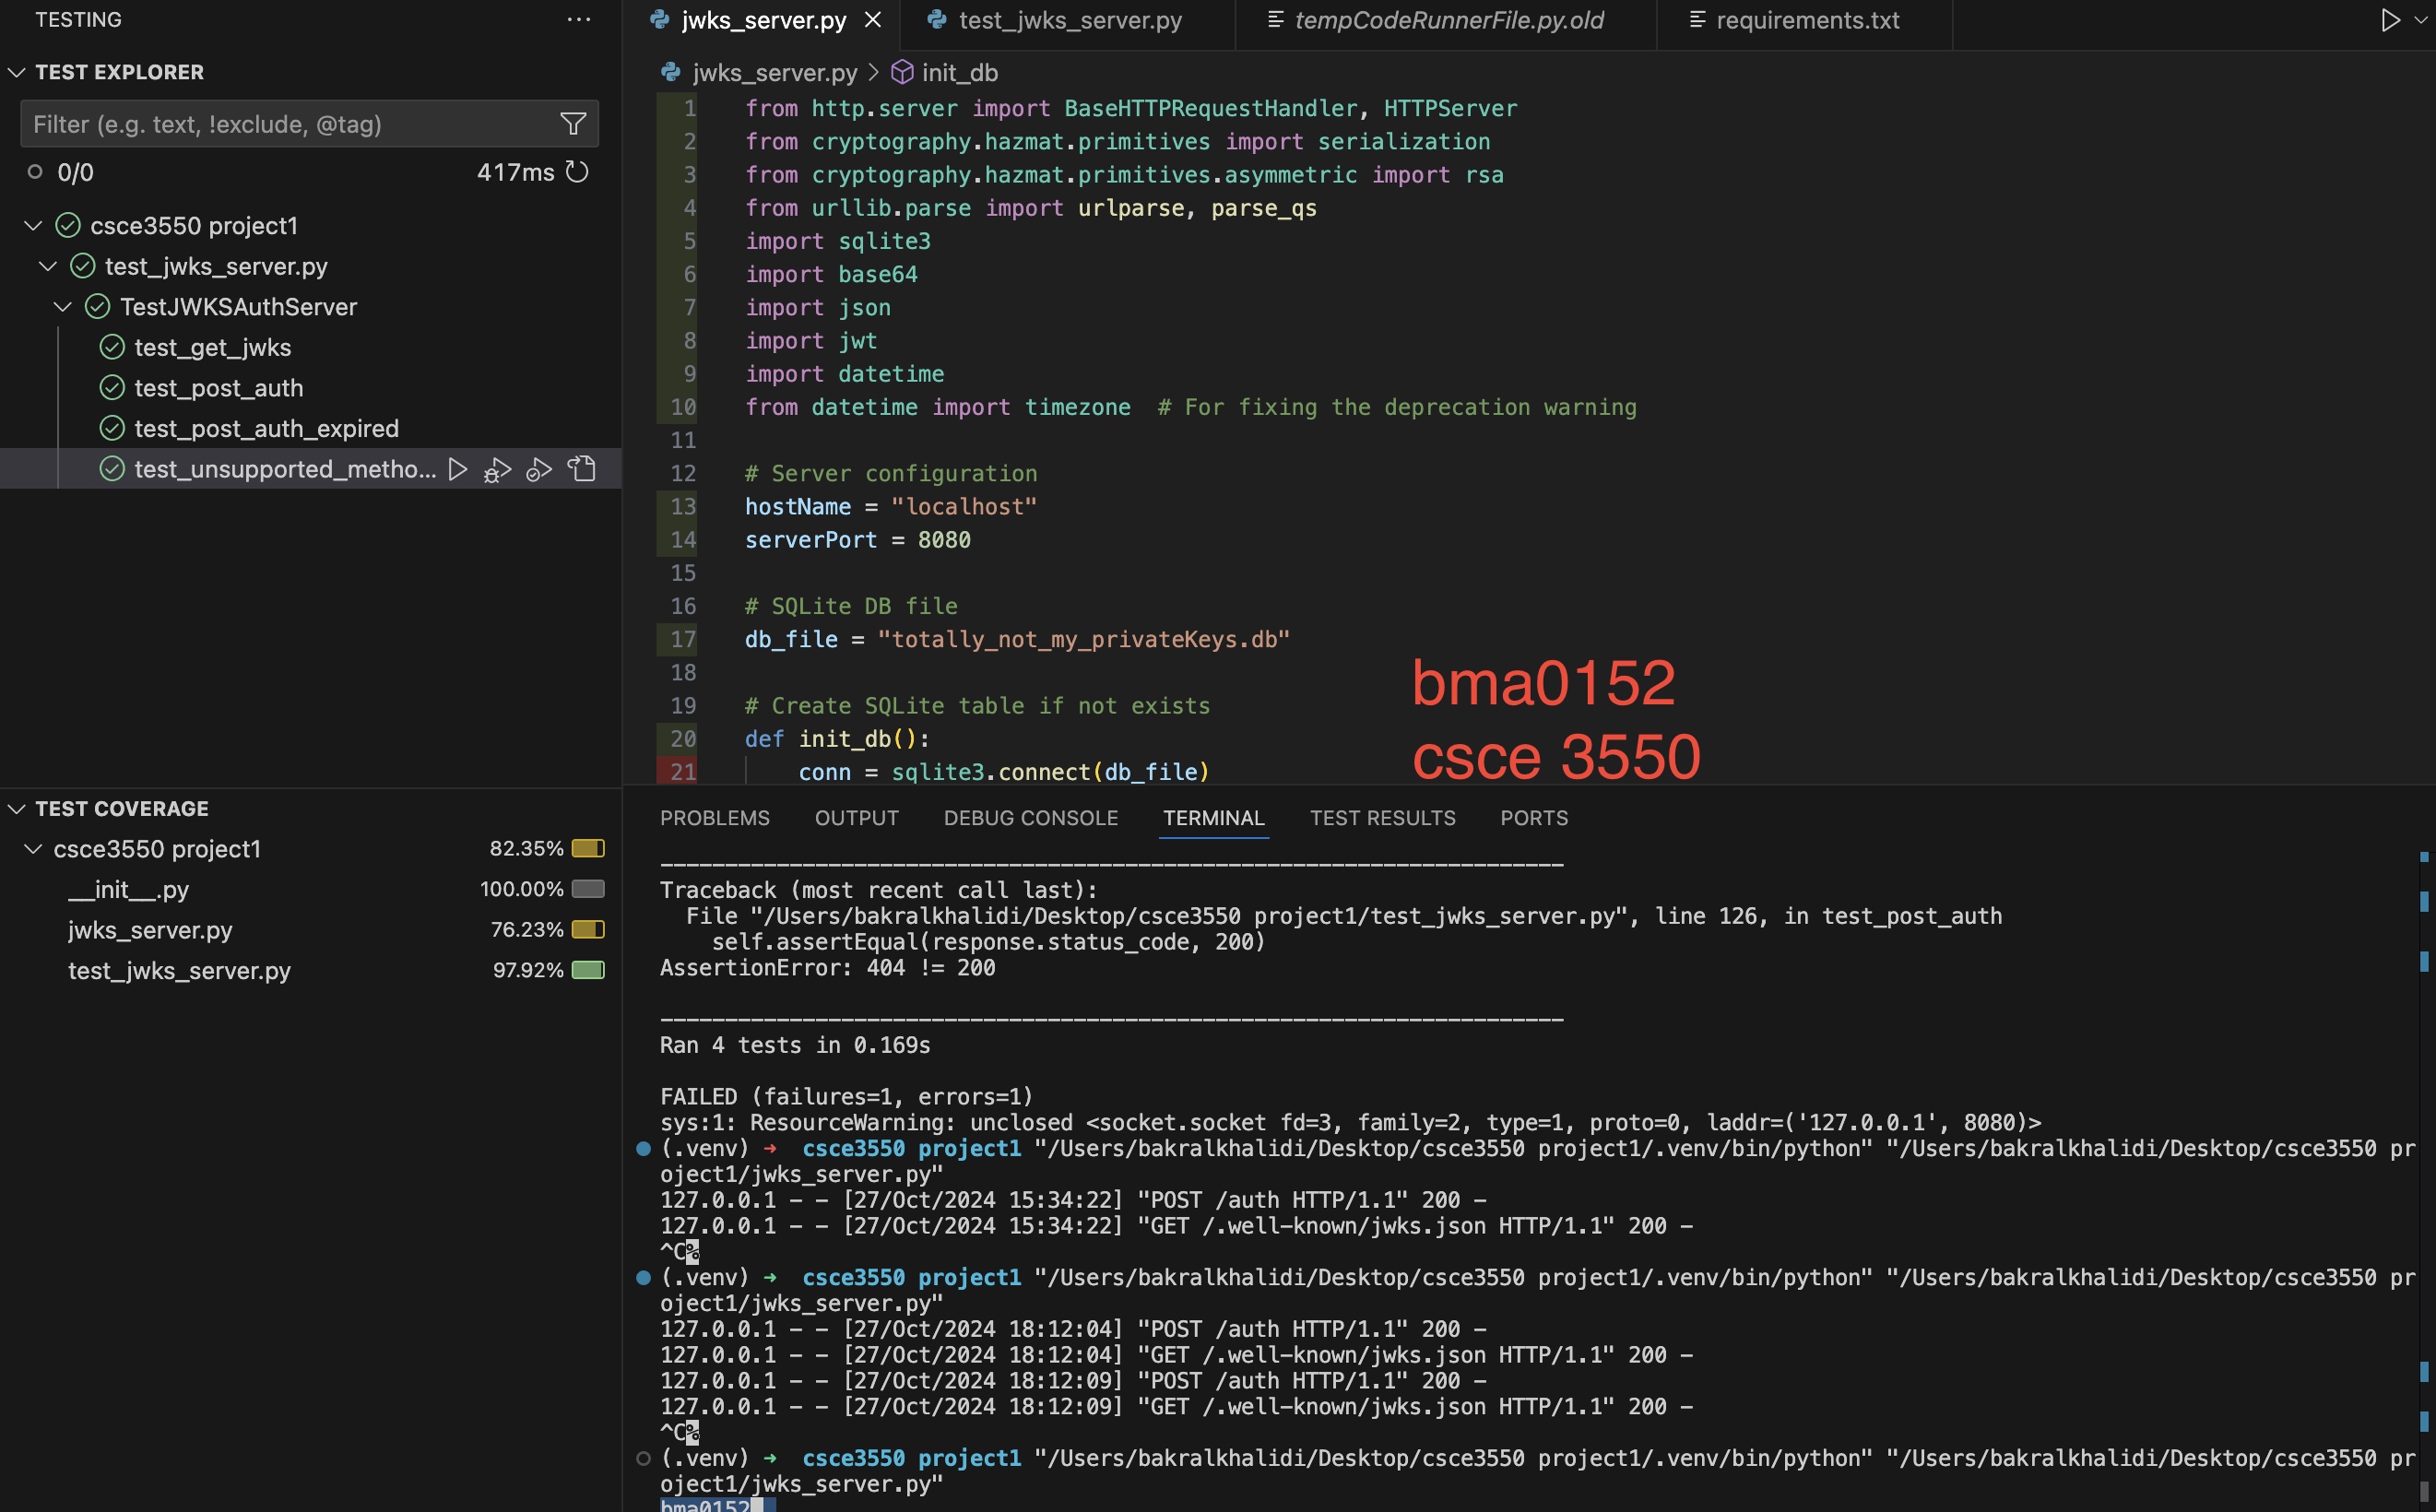 TESTING
TEST EXPLORER
Filter (e.g. text, !exclude, @tag)
0/0 417ms
csce3550 project1
test_jwks_server.py
TestJWKSAuthServer
test_get_jwks
test_post_auth
test_post_auth_expired
test_unsupported_metho...
TEST COVERAGE
csce3550 project1 82.35%
__init__.py 100.00%
jwks_server.py 76.23%
test_jwks_server.py 97.92%
jwks_server.py test_jwks_server.py tempCodeRunnerFile.py.old requirements.txt
jwks_server.py > init_db
1 from http.server import BaseHTTPRequestHandler, HTTPServer
2 from cryptography.hazmat.primitives import serialization
3 from cryptography.hazmat.primitives.asymmetric import rsa
4 from urllib.parse import urlparse, parse_qs
5 import sqlite3
6 import base64
7 import json
8 import jwt
9 import datetime
10 from datetime import timezone # For fixing the deprecation warning
11
12 # Server configuration
13 hostName = "localhost"
14 serverPort = 8080
15
16 # SQLite DB file
17 db_file = "totally_not_my_privateKeys.db"
18
19 # Create SQLite table if not exists
20 def init_db():
21 conn = sqlite3.connect(db_file)
bma0152
csce 3550
PROBLEMS OUTPUT DEBUG CONSOLE TERMINAL TEST RESULTS PORTS
----------------------------------------------------------------------
Traceback (most recent call last):
File "/Users/bakralkhalidi/Desktop/csce3550 project1/test_jwks_server.py", line 126, in test_post_auth
self.assertEqual(response.status_code, 200)
AssertionError: 404 != 200
----------------------------------------------------------------------
Ran 4 tests in 0.169s
FAILED (failures=1, errors=1)
sys:1: ResourceWarning: unclosed <socket.socket fd=3, family=2, type=1, proto=0, laddr=('127.0.0.1', 8080)>
(.venv) ➜ csce3550 project1 "/Users/bakralkhalidi/Desktop/csce3550 project1/.venv/bin/python" "/Users/bakralkhalidi/Desktop/csce3550 pr
oject1/jwks_server.py"
127.0.0.1 - - [27/Oct/2024 15:34:22] "POST /auth HTTP/1.1" 200 -
127.0.0.1 - - [27/Oct/2024 15:34:22] "GET /.well-known/jwks.json HTTP/1.1" 200 -
^C%
(.venv) ➜ csce3550 project1 "/Users/bakralkhalidi/Desktop/csce3550 project1/.venv/bin/python" "/Users/bakralkhalidi/Desktop/csce3550 pr
oject1/jwks_server.py"
127.0.0.1 - - [27/Oct/2024 18:12:04] "POST /auth HTTP/1.1" 200 -
127.0.0.1 - - [27/Oct/2024 18:12:04] "GET /.well-known/jwks.json HTTP/1.1" 200 -
127.0.0.1 - - [27/Oct/2024 18:12:09] "POST /auth HTTP/1.1" 200 -
127.0.0.1 - - [27/Oct/2024 18:12:09] "GET /.well-known/jwks.json HTTP/1.1" 200 -
^C%
(.venv) ➜ csce3550 project1 "/Users/bakralkhalidi/Desktop/csce3550 project1/.venv/bin/python" "/Users/bakralkhalidi/Desktop/csce3550 pr
oject1/jwks_server.py"
bma0152